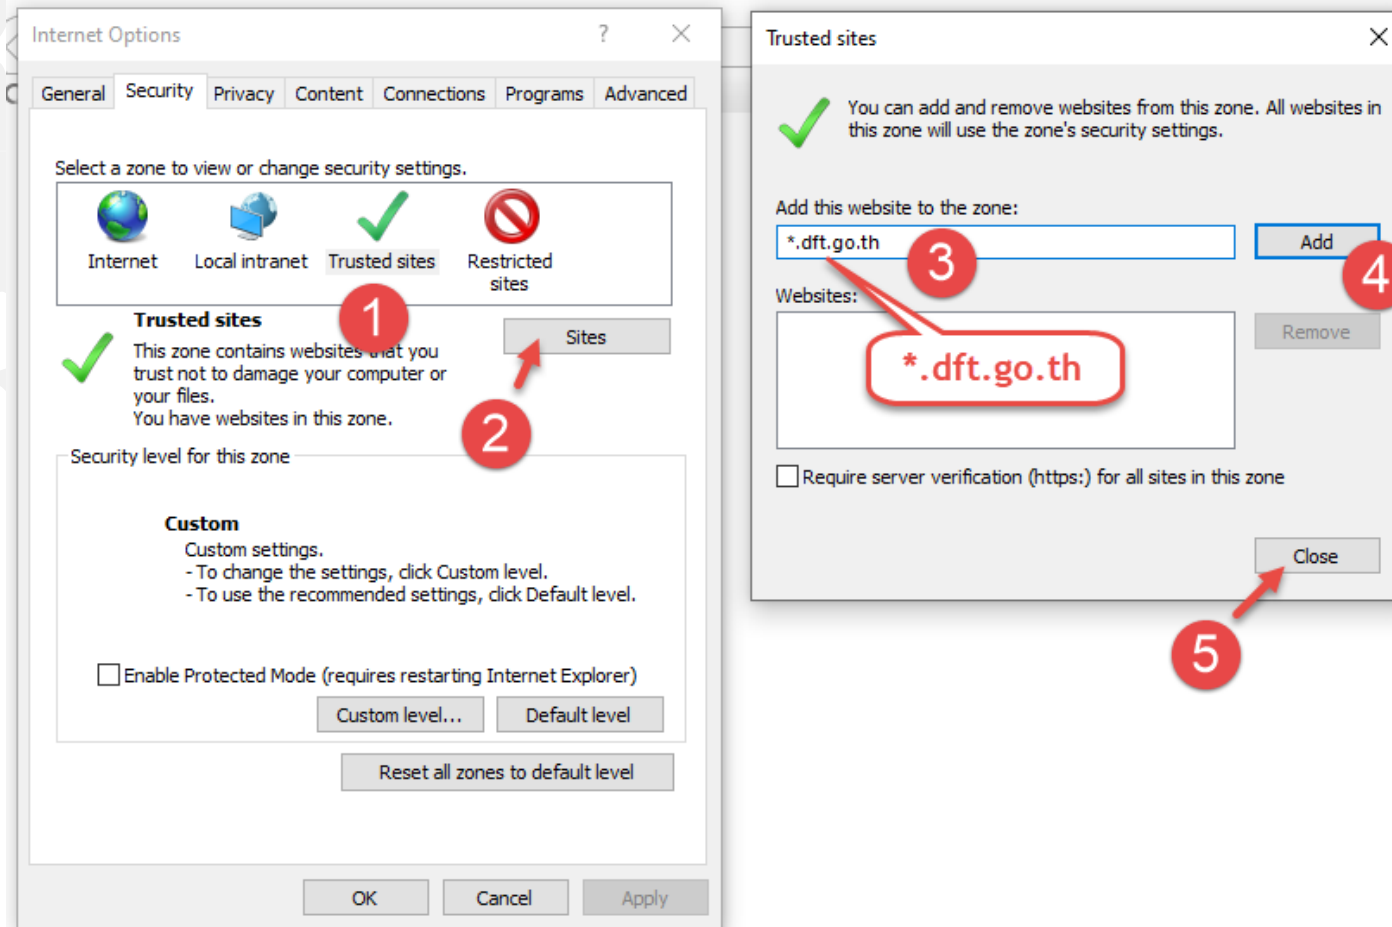 Internet Options
?
General Security Privacy Content Connections Programs Advanced
Select a zone to view or change security settings.
Internet
Local intranet
Trusted sites
Restricted
sites
1
Trusted sites
This zone contains websites that you
trust not to damage your computer or
your files.
You have websites in this zone.
Sites
2
Security level for this zone
Custom
Custom settings.
- To change the settings, click Custom level.
- To use the recommended settings, click Default level.
Enable Protected Mode (requires restarting Internet Explorer)
Custom level...
Default level
Reset all zones to default level
OK
Cancel
Apply
Trusted sites
You can add and remove websites from this zone. All websites in
this zone will use the zone's security settings.
Add this website to the zone:
*.dft.go.th
3
Add
4
Websites:
*.dft.go.th
Remove
Require server verification (https:) for all sites in this zone
Close
5